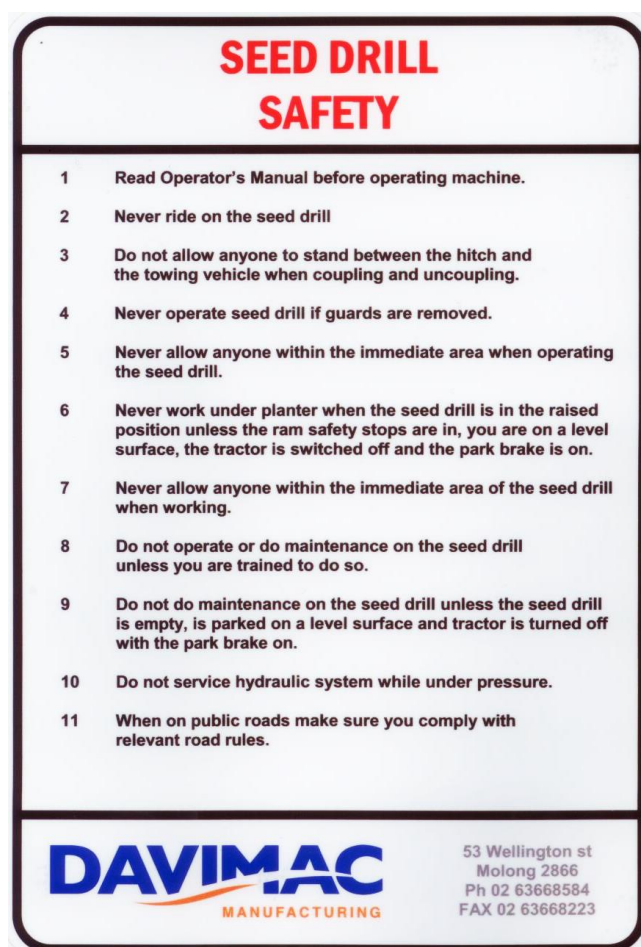 SEED DRILL
SAFETY
1 Read Operator's Manual before operating machine.
2 Never ride on the seed drill
3 Do not allow anyone to stand between the hitch and
the towing vehicle when coupling and uncoupling.
4 Never operate seed drill if guards are removed.
5 Never allow anyone within the immediate area when operating
the seed drill.
6 Never work under planter when the seed drill is in the raised
position unless the ram safety stops are in, you are on a level
surface, the tractor is switched off and the park brake is on.
7 Never allow anyone within the immediate area of the seed drill
when working.
8 Do not operate or do maintenance on the seed drill
unless you are trained to do so.
9 Do not do maintenance on the seed drill unless the seed drill
is empty, is parked on a level surface and tractor is turned off
with the park brake on.
10 Do not service hydraulic system while under pressure.
11 When on public roads make sure you comply with
relevant road rules.
DAVIMAC
MANUFACTURING
53 Wellington st
Molong 2866
Ph 02 63668584
FAX 02 63668223